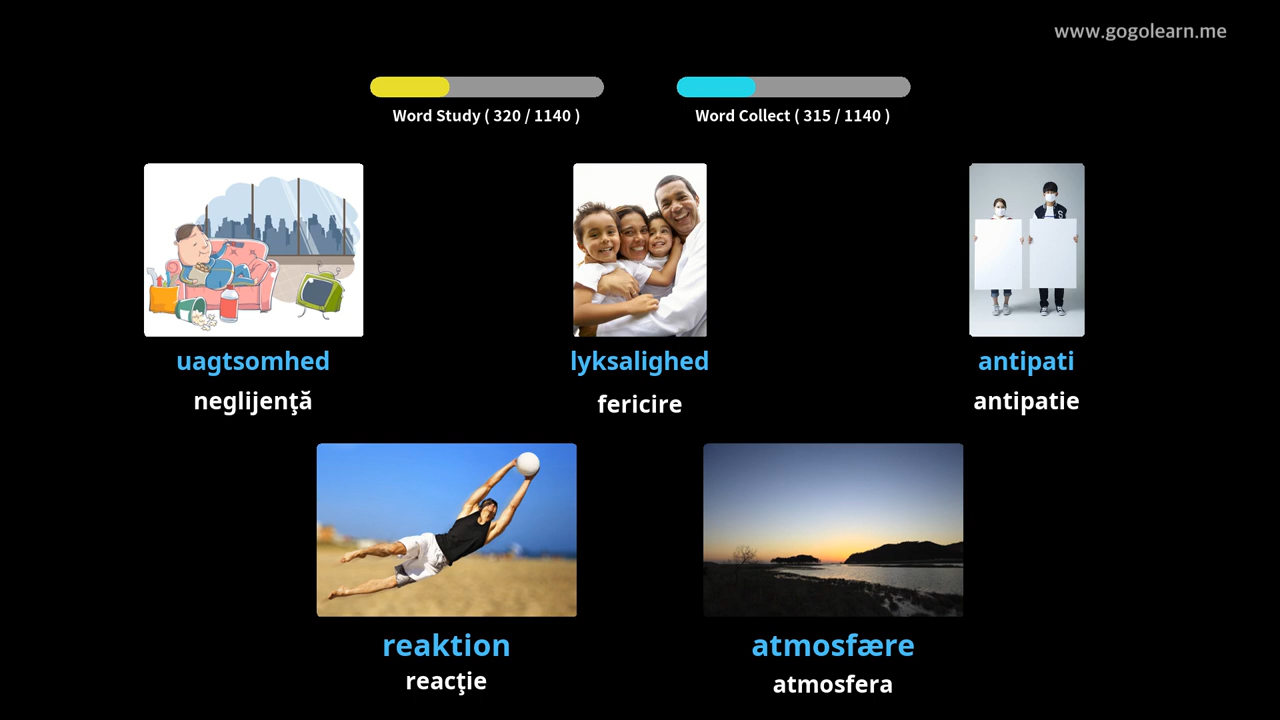 www.gogolearn.me
Word Study ( 320 / 1140 )
Word Collect ( 315 / 1140 )
uagtsomhed
neglijenţă
lyksalighed
fericire
antipati
antipatie
reaktion
reacţie
atmosfære
atmosfera